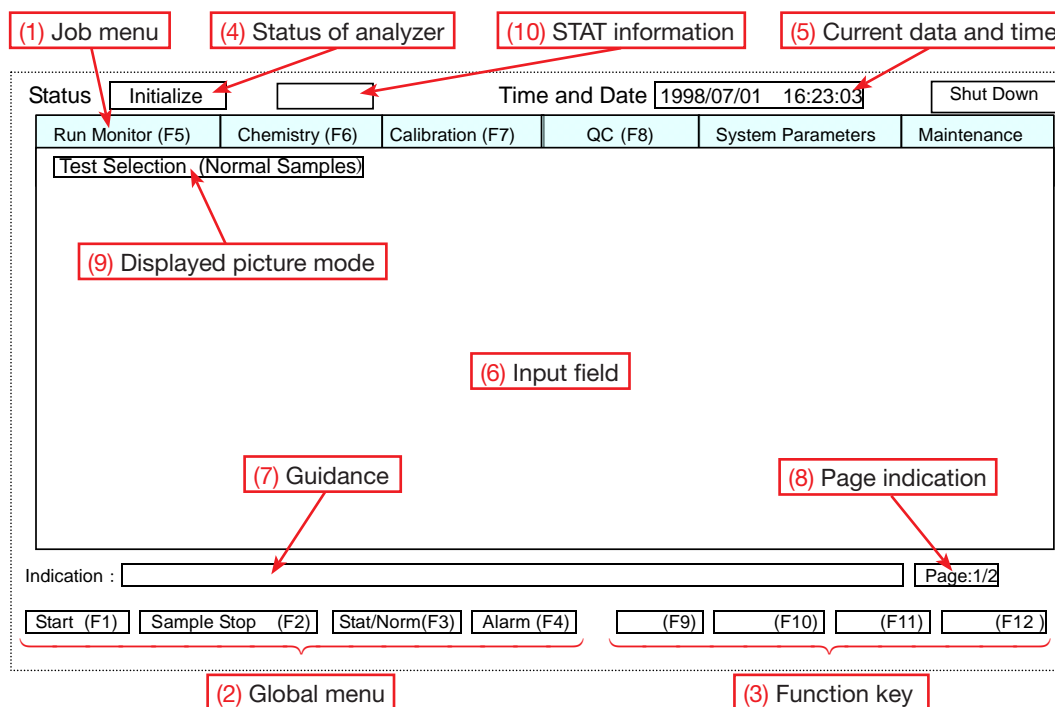 (1) Job menu
(4) Status of analyzer
(10) STAT information
(5) Current data and time
Status Initialize Time and Date 1998/07/01 16:23:03 Shut Down
Run Monitor (F5) Chemistry (F6) Calibration (F7) QC (F8) System Parameters Maintenance
Test Selection (Normal Samples)
(9) Displayed picture mode
(6) Input field
(7) Guidance
(8) Page indication
Indication : Page:1/2
Start (F1) Sample Stop (F2) Stat/Norm(F3) Alarm (F4) (F9) (F10) (F11) (F12 )
(2) Global menu
(3) Function key